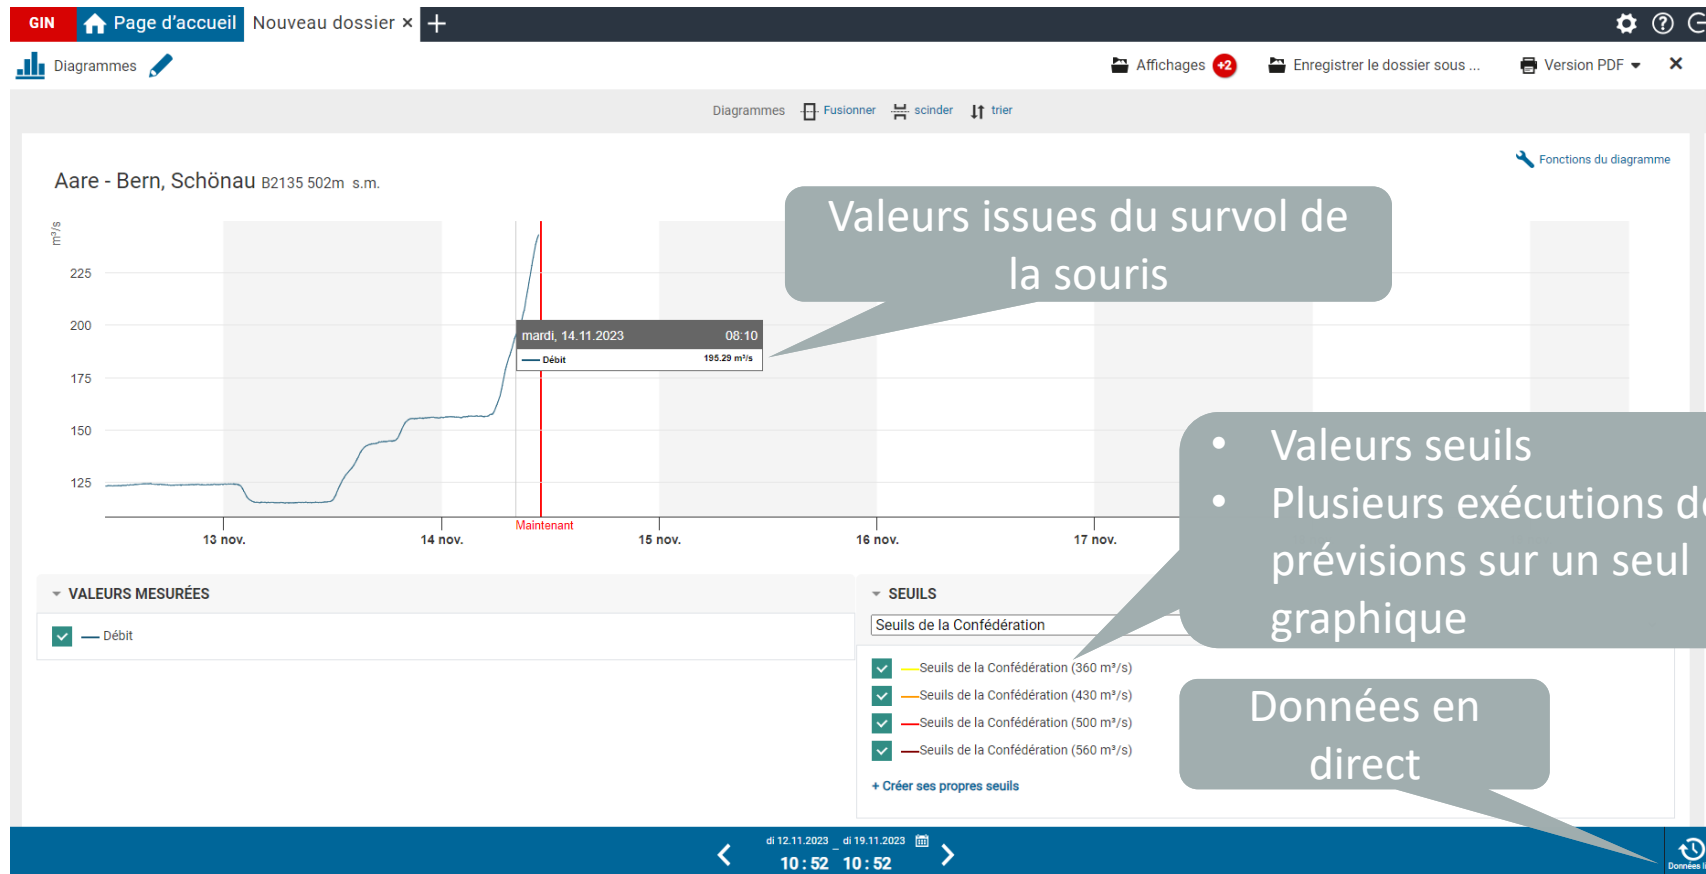 GIN Page d'accueil Nouveau dossier × +
Diagrammes Affichages +2 Enregistrer le dossier sous ... Version PDF
Diagrammes Fusionner scinder trier
Fonctions du diagramme
Aare - Bern, Schönau B2135 502m s.m.
Valeurs issues du survol de
la souris
m³/s
225
200
175
150
125
mardi, 14.11.2023 08:10
Débit 195.29 m³/s
Maintenant
13 nov. 14 nov. 15 nov. 16 nov. 17 nov.
• Valeurs seuils
• Plusieurs exécutions de
prévisions sur un seul
graphique
VALEURS MESURÉES
Débit
SEUILS
Seuils de la Confédération
Seuils de la Confédération (360 m³/s)
Seuils de la Confédération (430 m³/s)
Seuils de la Confédération (500 m³/s)
Seuils de la Confédération (560 m³/s)
+ Créer ses propres seuils
Données en
direct
di 12.11.2023 _ di 19.11.2023
10 : 52 10 : 52
Données